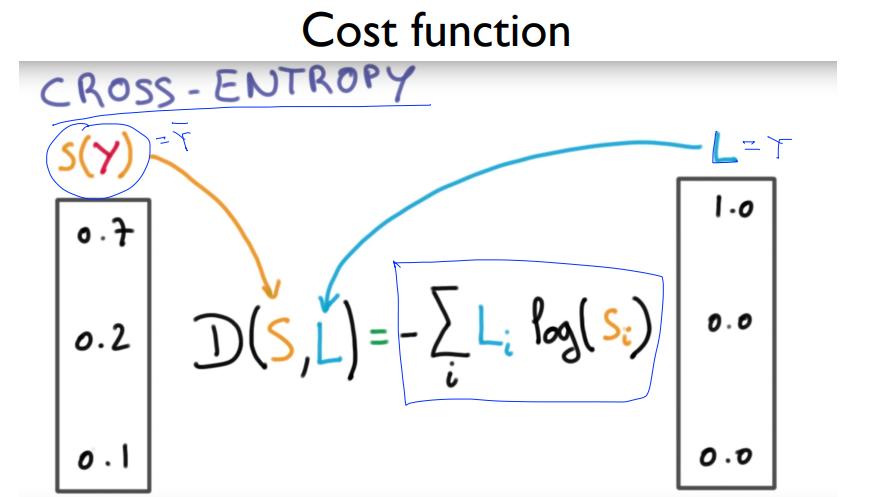 Cost function
CROSS-ENTROPY
S(Y) = Ȳ
L = Y
0.7
0.2
0.1
D(S,L) = - ∑ᵢ Lᵢ log(Sᵢ)
1.0
0.0
0.0